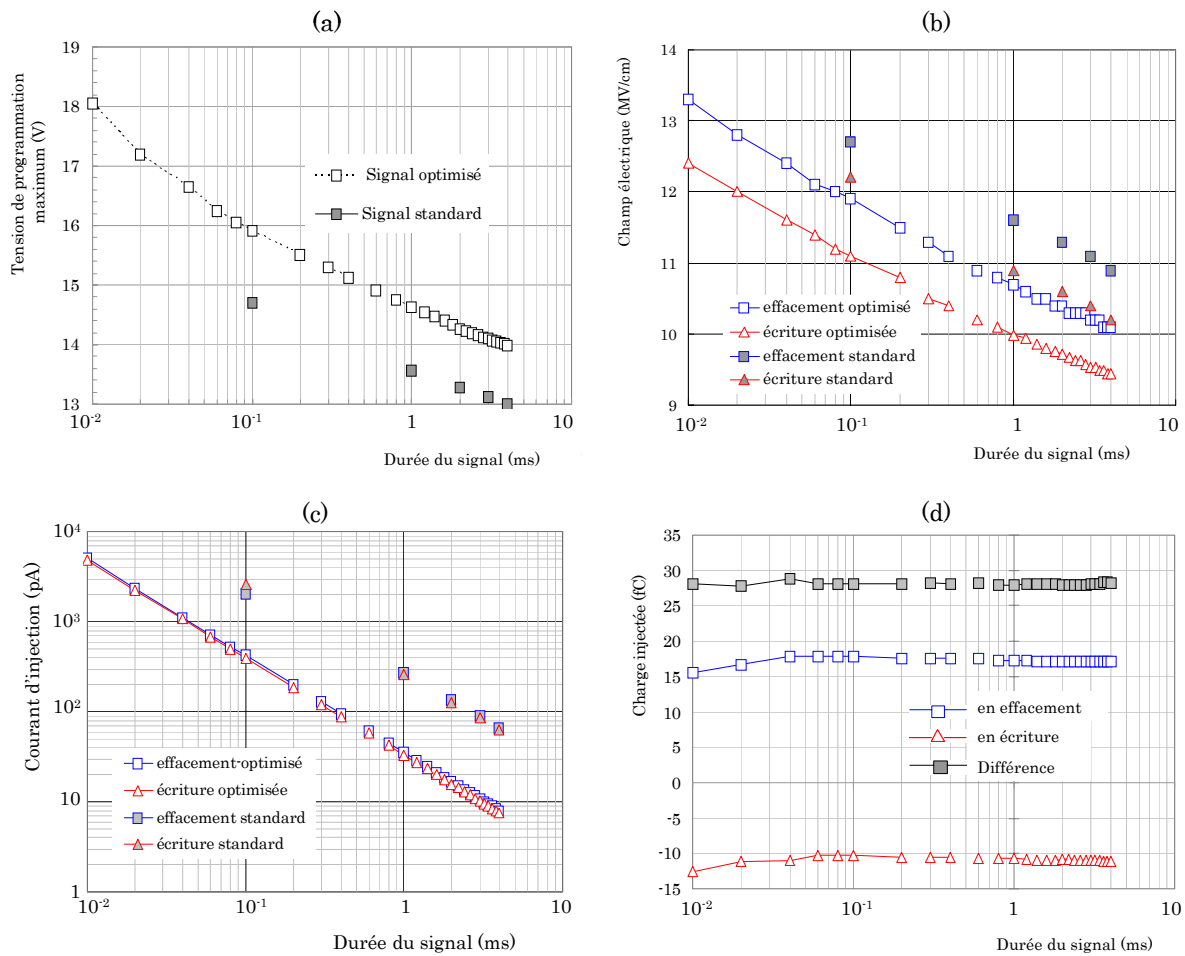 (a)
Tension de programmation
maximum (V)
19
18
17
16
15
14
13
10-2
10-1
1
10
Signal optimisé
Signal standard
Durée du signal (ms)
(b)
Champ électrique (MV/cm)
14
13
12
11
10
9
10-2
10-1
1
10
effacement optimisé
écriture optimisée
effacement standard
écriture standard
Durée du signal (ms)
(c)
Courant d'injection (pA)
10⁴
10³
10²
10
1
10-2
10-1
1
10
effacement-optimisé
écriture optimisée
effacement standard
écriture standard
Durée du signal (ms)
(d)
Charge injectée (fC)
35
30
25
20
15
10
5
0
-5
-10
-15
10-2
10-1
1
10
en effacement
en écriture
Différence
Durée du signal (ms)